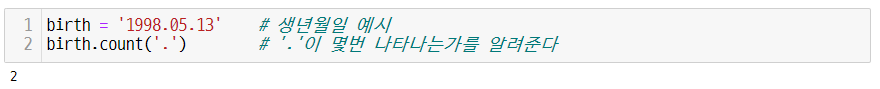 1 birth = '1998.05.13'    # 생년월일 예시
2 birth.count('.')        # '.'이 몇번 나타나는가를 알려준다
2